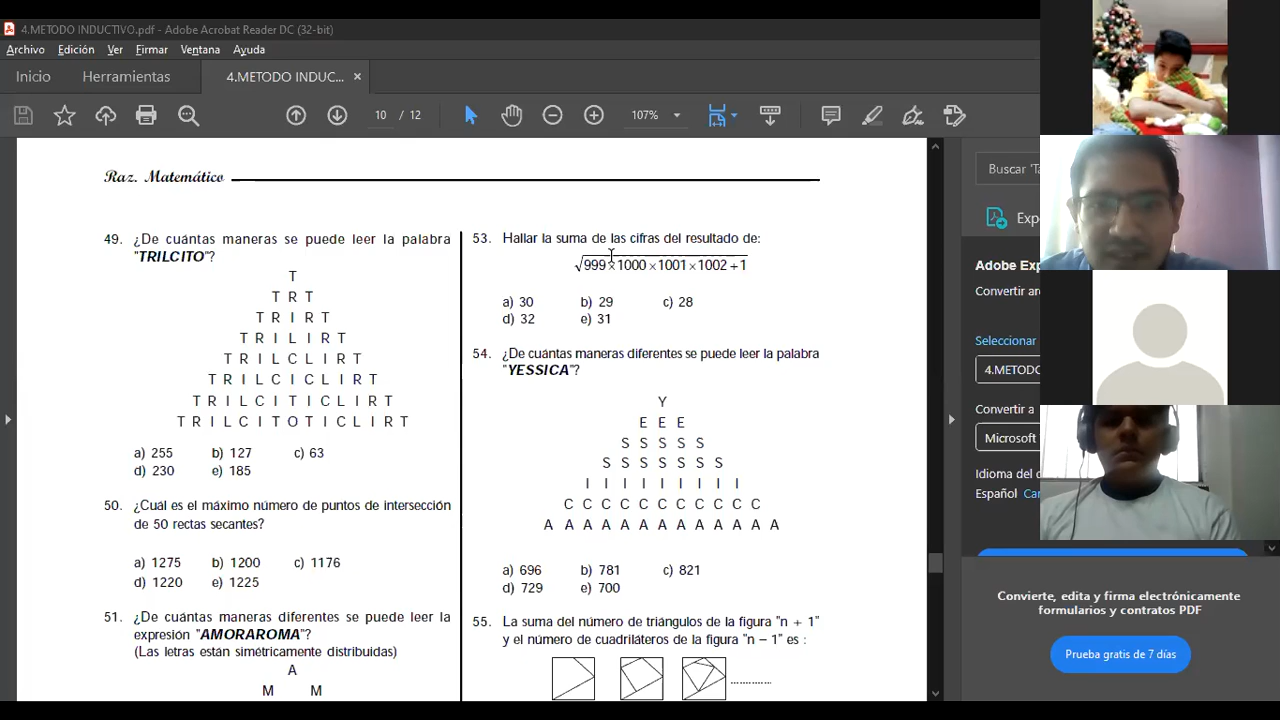 4.METODO INDUCTIVO.pdf - Adobe Acrobat Reader DC (32-bit)
Archivo Edición Ver Firmar Ventana Ayuda
Inicio Herramientas 4.METODO INDUC... ×
10 / 12 107%
Raz. Matemático
49. ¿De cuántas maneras se puede leer la palabra
"TRILCITO"?
T
T R T
T R I R T
T R I L I R T
T R I L C L I R T
T R I L C I C L I R T
T R I L C I T I C L I R T
T R I L C I T O T I C L I R T
a) 255 b) 127 c) 63
d) 230 e) 185
50. ¿Cuál es el máximo número de puntos de intersección
de 50 rectas secantes?
a) 1275 b) 1200 c) 1176
d) 1220 e) 1225
51. ¿De cuántas maneras diferentes se puede leer la
expresión "AMORAROMA"?
(Las letras están simétricamente distribuidas)
A
M M
53. Hallar la suma de las cifras del resultado de:
√999×1000×1001×1002+1
a) 30 b) 29 c) 28
d) 32 e) 31
54. ¿De cuántas maneras diferentes se puede leer la palabra
"YESSICA"?
Y
E E E
S S S S S
S S S S S S S
I I I I I I I I I
C C C C C C C C C C C
A A A A A A A A A A A A A
a) 696 b) 781 c) 821
d) 729 e) 700
55. La suma del número de triángulos de la figura "n + 1"
y el número de cuadriláteros de la figura "n − 1" es :
..............
Buscar 'Ta
Expo
Adobe Exp
Convertir arc
Seleccionar
4.METODO
Convertir a
Microsoft
Idioma del d
Español Car
Convierte, edita y firma electrónicamente
formularios y contratos PDF
Prueba gratis de 7 días